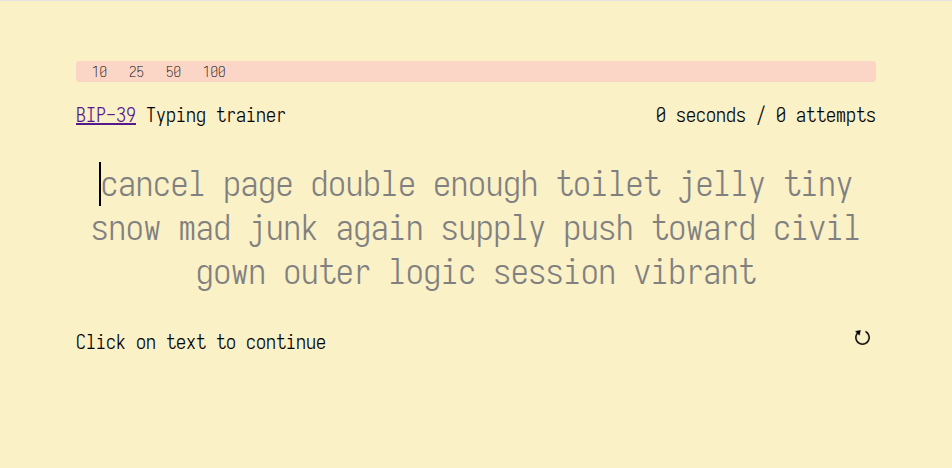 10 25 50 100
BIP-39 Typing trainer 0 seconds / 0 attempts
cancel page double enough toilet jelly tiny
snow mad junk again supply push toward civil
gown outer logic session vibrant
Click on text to continue